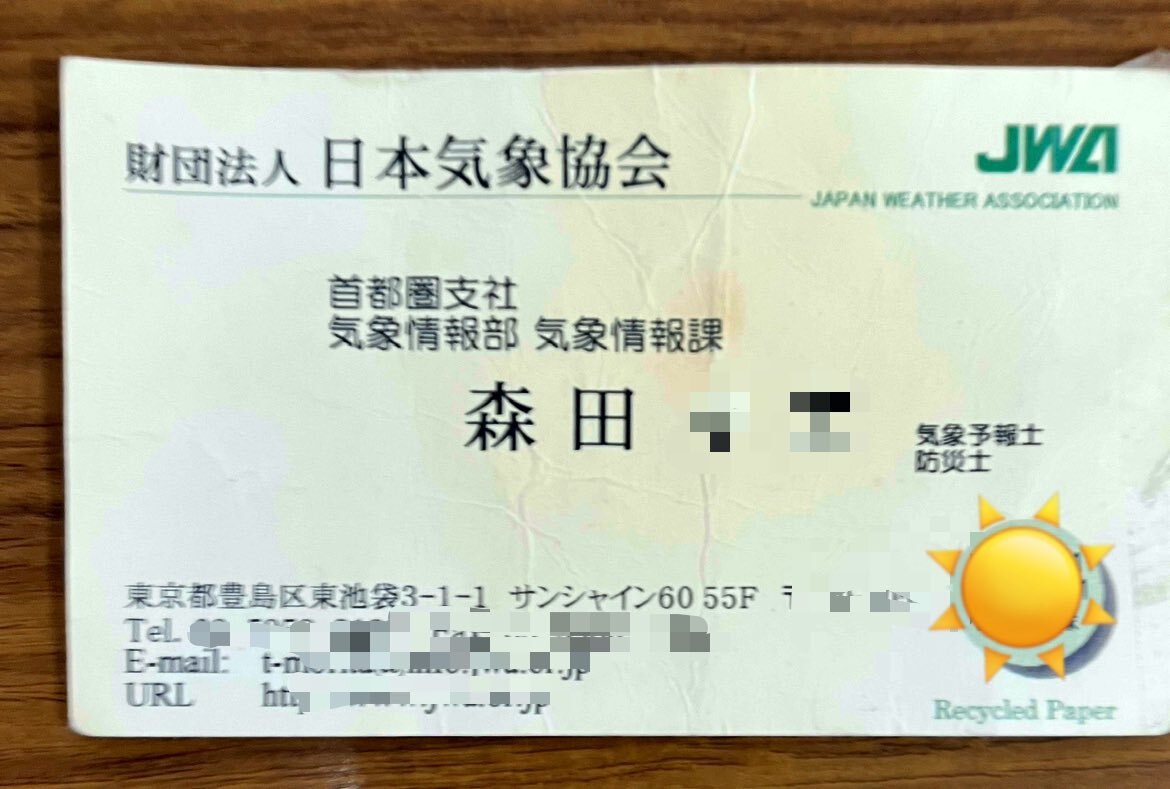 財団法人 日本気象協会
JWA
JAPAN WEATHER ASSOCIATION
首都圏支社
気象情報部 気象情報課
森田
気象予報士
防災士
東京都豊島区東池袋3-1-1 サンシャイン60 55F
Tel.
E-mail:
URL
Recycled Paper